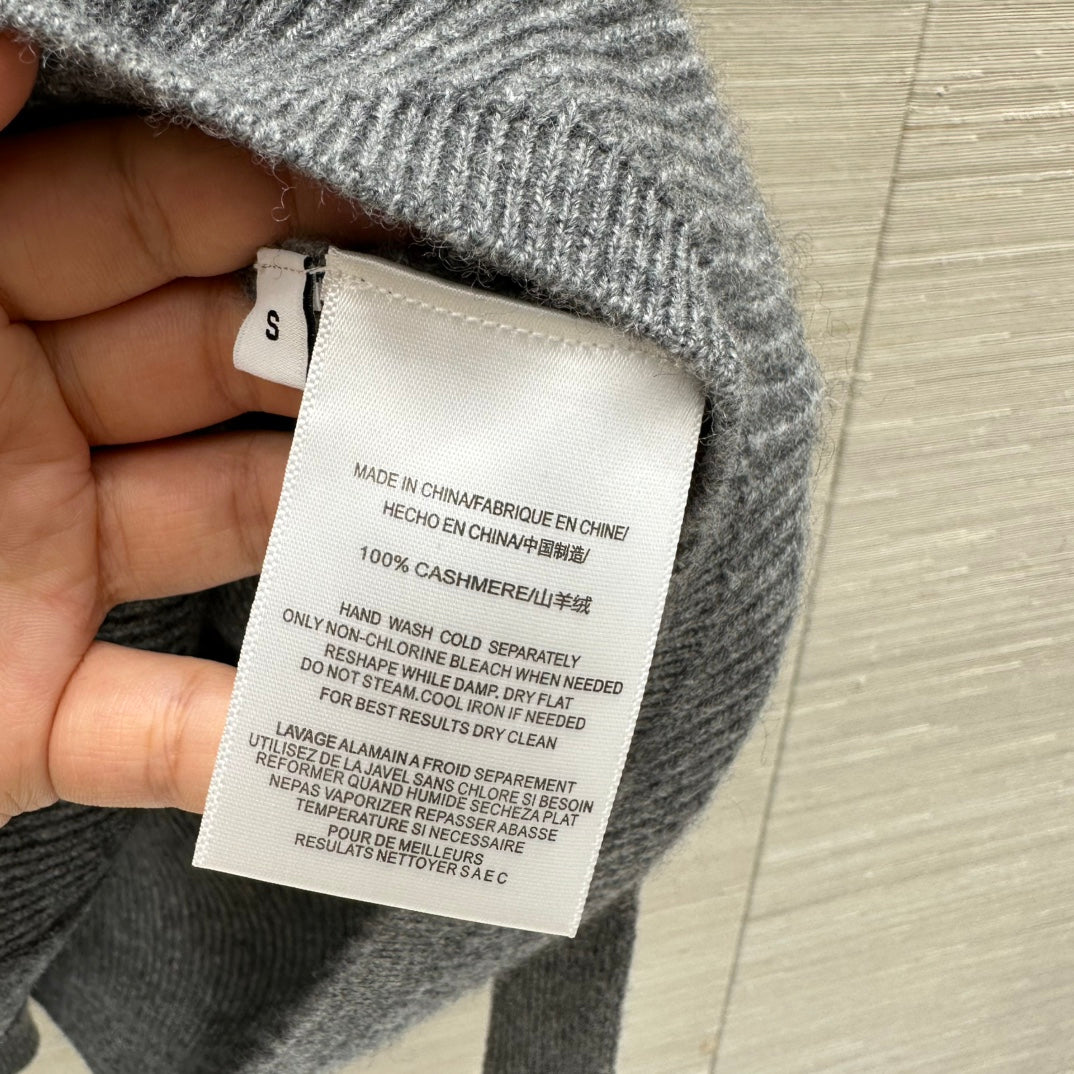 S
MADE IN CHINA/FABRIQUE EN CHINE/
HECHO EN CHINA/中国制造/
100% CASHMERE/山羊绒
HAND WASH COLD SEPARATELY
ONLY NON-CHLORINE BLEACH WHEN NEEDED
RESHAPE WHILE DAMP. DRY FLAT
DO NOT STEAM.COOL IRON IF NEEDED
FOR BEST RESULTS DRY CLEAN
LAVAGE ALAMAIN A FROID SEPAREMENT
UTILISEZ DE LA JAVEL SANS CHLORE SI BESOIN
REFORMER QUAND HUMIDE SECHEZA PLAT
NEPAS VAPORIZER REPASSER ABASSE
TEMPERATURE SI NECESSAIRE
POUR DE MEILLEURS
RESULATS NETTOYER S A E C